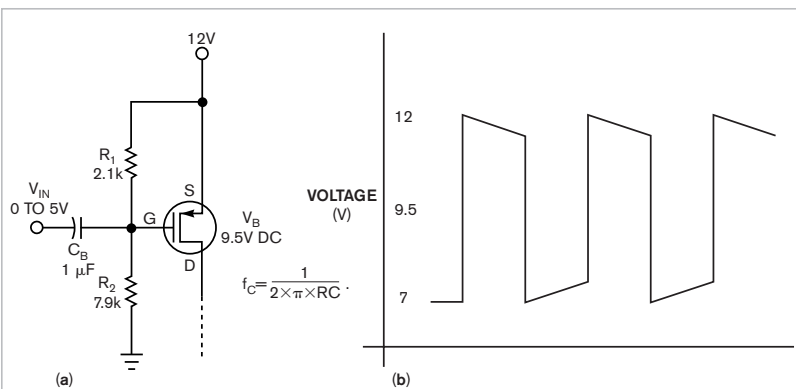 12V
R1
2.1k
VIN
0 TO 5V
S
G
VB
9.5V DC
CB
1 µF
D
R2
7.9k
fC= 1
2×π×RC .
(a)
VOLTAGE
(V)
12
9.5
7
(b)